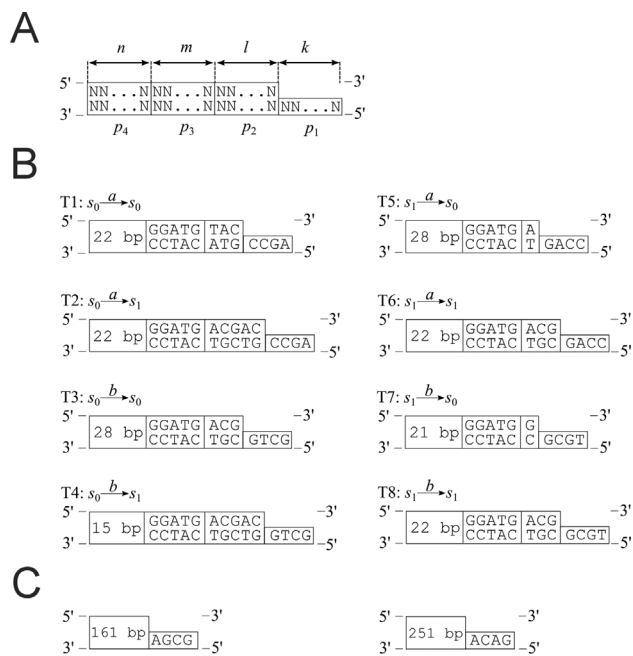 A
n m l k
5' NN...N NN...N NN...N 3'
3' NN...N NN...N NN...N NN...N 5'
p4 p3 p2 p1
B
T1: s0 a→ s0
5' GGATG TAC 3'
22 bp
3' CCTAC ATG CCGA 5'
T5: s1 a→ s0
5' GGATG A 3'
28 bp
3' CCTAC T GACC 5'
T2: s0 a→ s1
5' GGATG ACGAC 3'
22 bp
3' CCTAC TGCTG CCGA 5'
T6: s1 a→ s1
5' GGATG ACG 3'
22 bp
3' CCTAC TGC GACC 5'
T3: s0 b→ s0
5' GGATG ACG 3'
28 bp
3' CCTAC TGC GTCG 5'
T7: s1 b→ s0
5' GGATG G 3'
21 bp
3' CCTAC C GCGT 5'
T4: s0 b→ s1
5' GGATG ACGAC 3'
15 bp
3' CCTAC TGCTG GTCG 5'
T8: s1 b→ s1
5' GGATG ACG 3'
22 bp
3' CCTAC TGC GCGT 5'
C
5' 3'
161 bp
3' AGCG 5'
5' 3'
251 bp
3' ACAG 5'